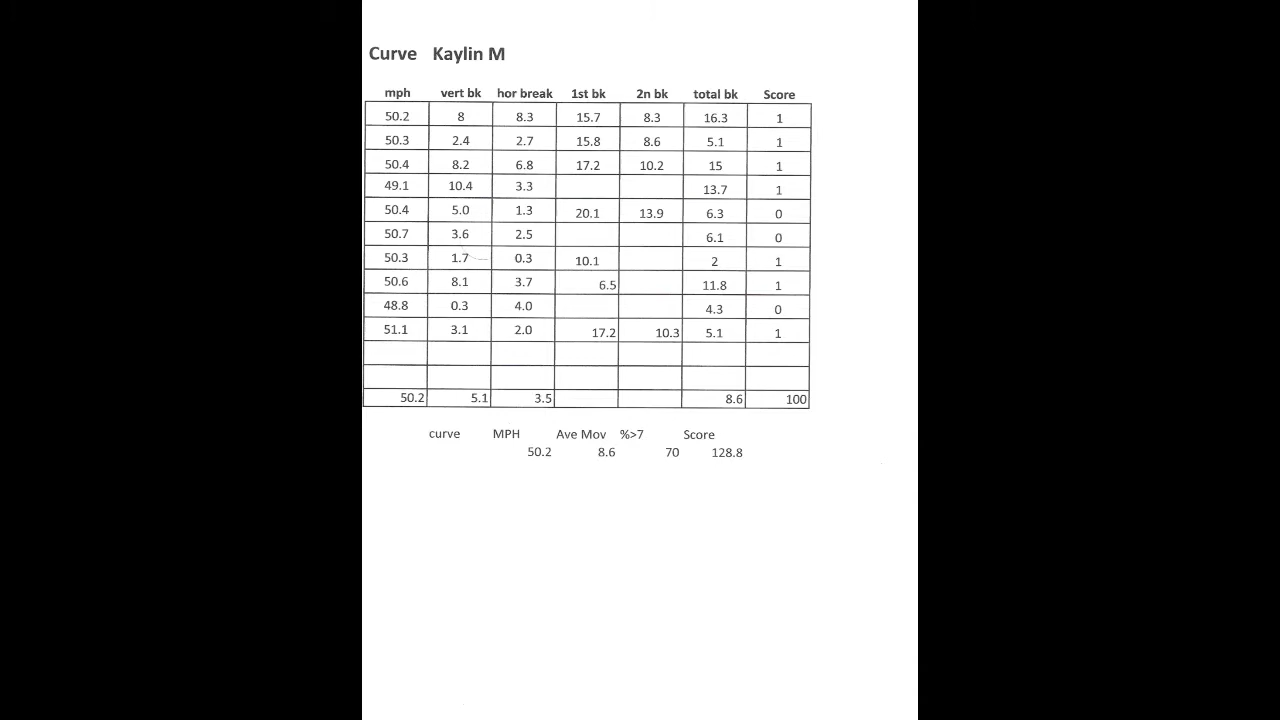 Curve Kaylin M
mph vert bk hor break 1st bk 2n bk total bk Score
50.2 8 8.3 15.7 8.3 16.3 1
50.3 2.4 2.7 15.8 8.6 5.1 1
50.4 8.2 6.8 17.2 10.2 15 1
49.1 10.4 3.3 13.7 1
50.4 5.0 1.3 20.1 13.9 6.3 0
50.7 3.6 2.5 6.1 0
50.3 1.7 0.3 10.1 2 1
50.6 8.1 3.7 6.5 11.8 1
48.8 0.3 4.0 4.3 0
51.1 3.1 2.0 17.2 10.3 5.1 1
50.2 5.1 3.5 8.6 100
curve MPH Ave Mov %>7 Score
50.2 8.6 70 128.8